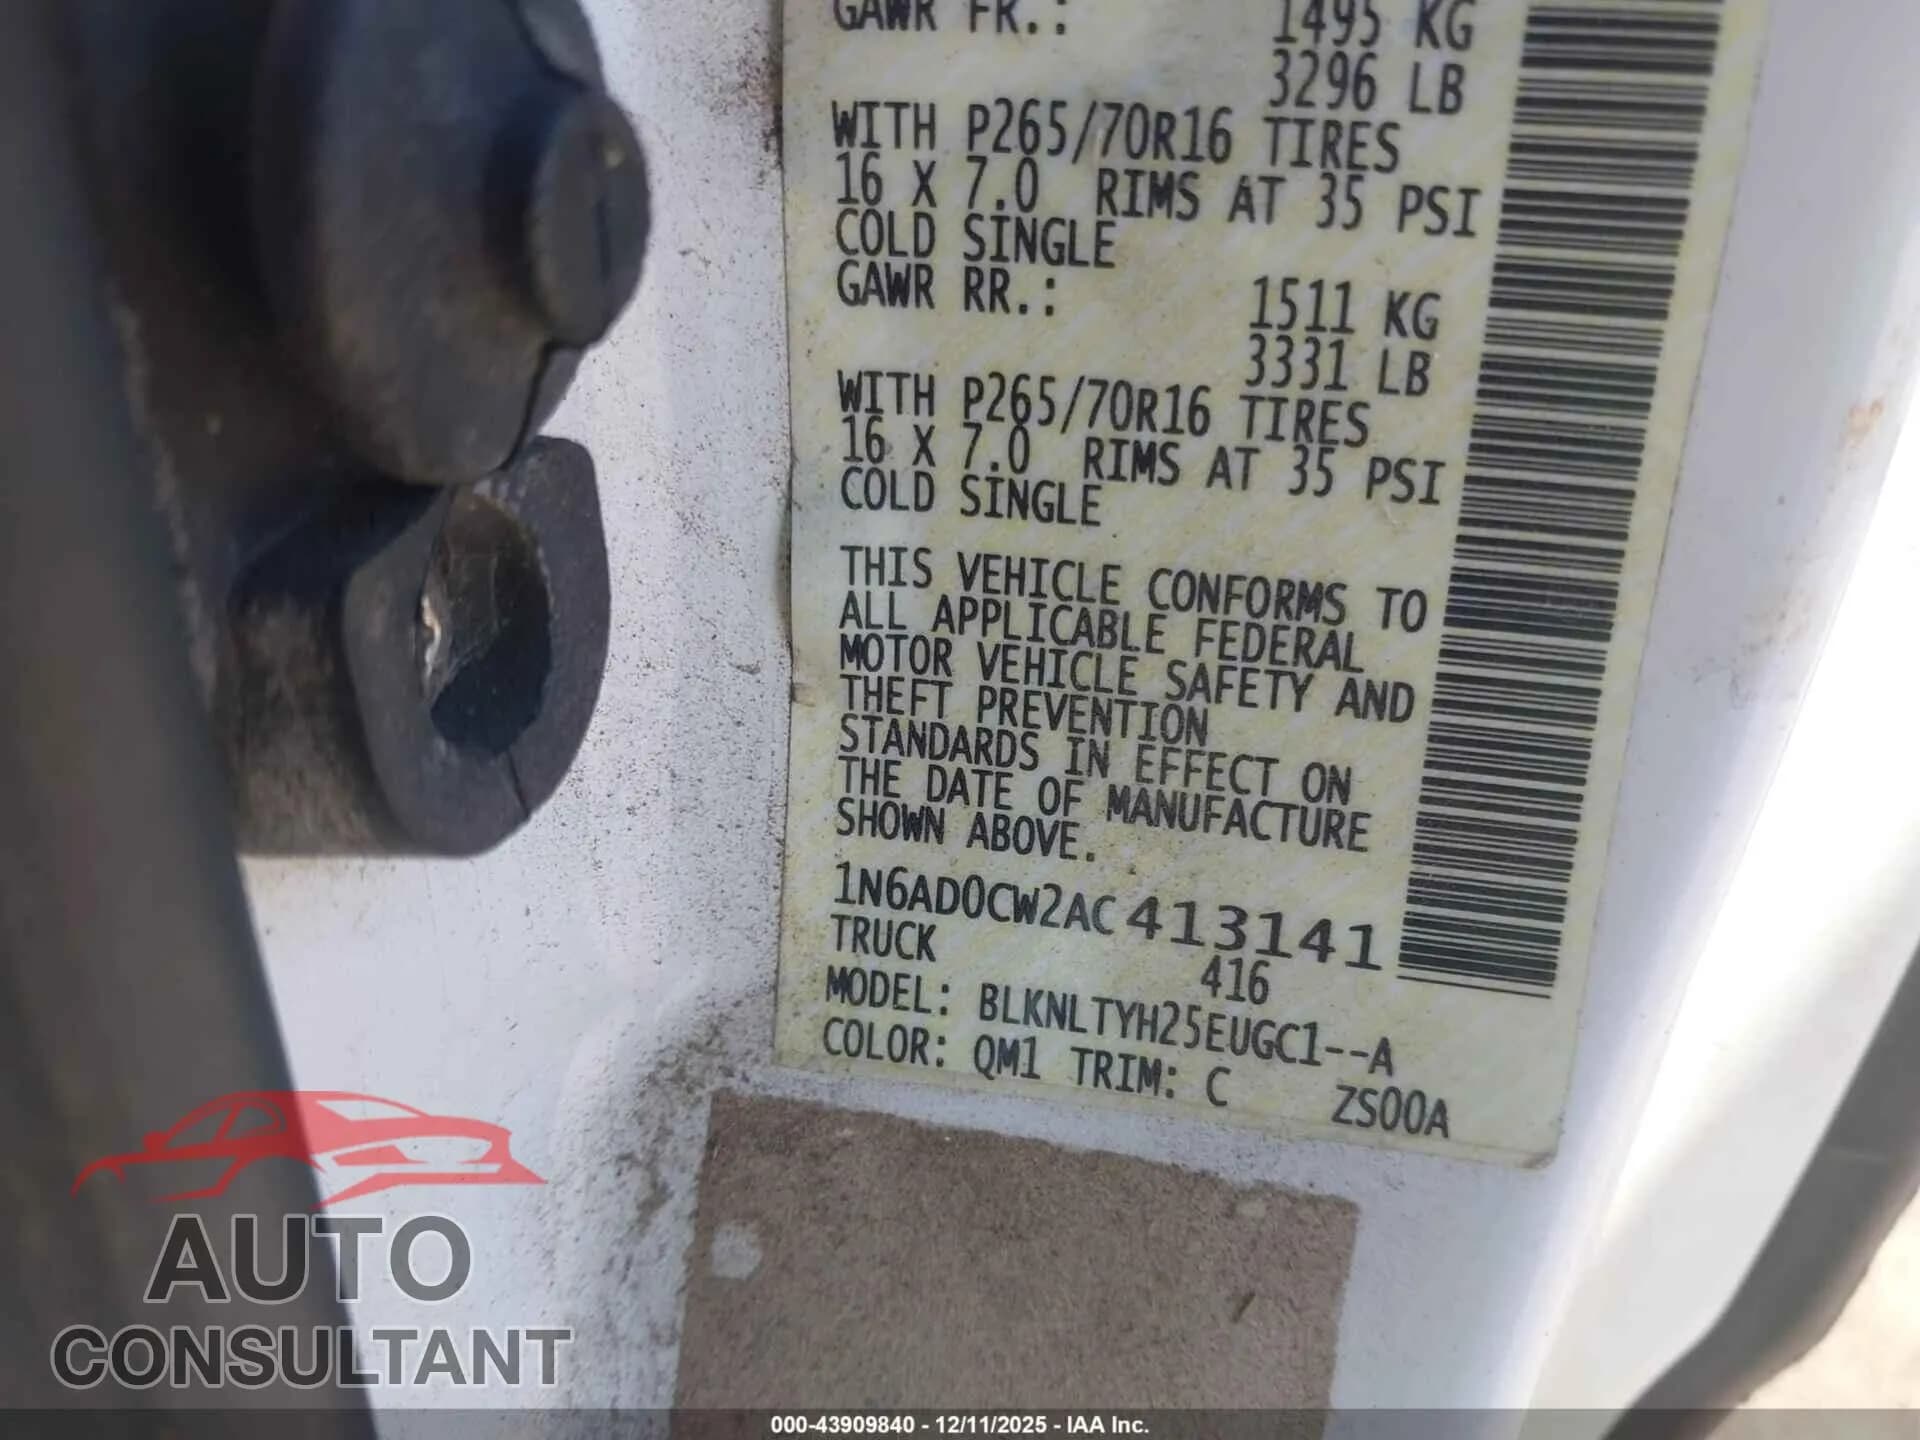 GAWR FR.: 1495 KG
3296 LB
WITH P265/70R16 TIRES
16 X 7.0 RIMS AT 35 PSI
COLD SINGLE
GAWR RR.: 1511 KG
3331 LB
WITH P265/70R16 TIRES
16 X 7.0 RIMS AT 35 PSI
COLD SINGLE
THIS VEHICLE CONFORMS TO
ALL APPLICABLE FEDERAL
MOTOR VEHICLE SAFETY AND
THEFT PREVENTION
STANDARDS IN EFFECT ON
THE DATE OF MANUFACTURE
SHOWN ABOVE.
1N6AD0CW2AC413141
TRUCK 416
MODEL: BLKNLTYH25EUGC1--A
COLOR: QM1 TRIM: C ZS00A
AUTO
CONSULTANT
000-43909840 - 12/11/2025 - IAA Inc.